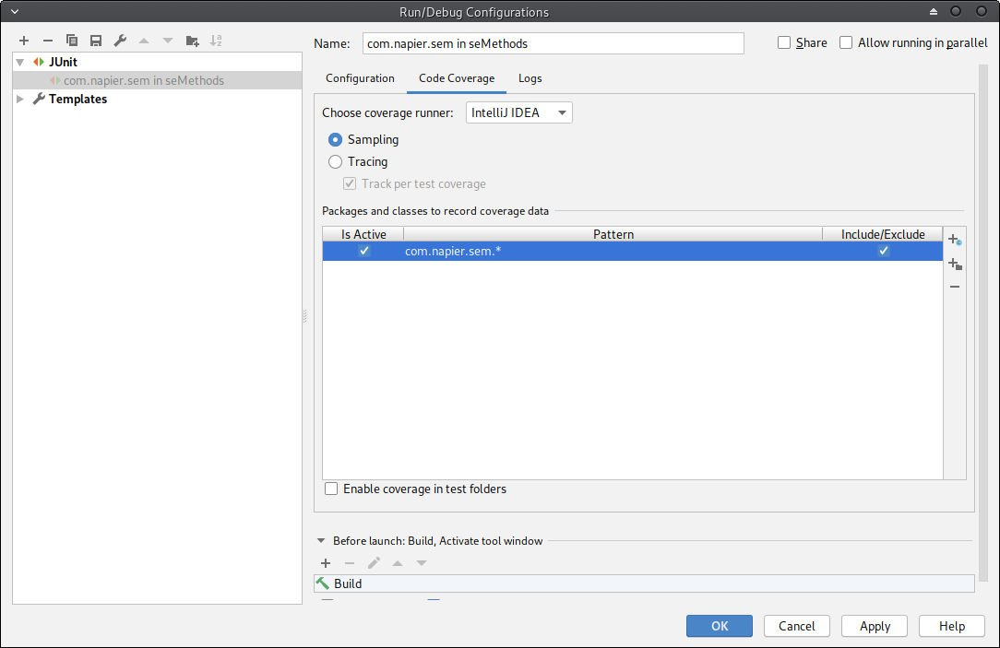 Run/Debug Configurations
Name: com.napier.sem in seMethods Share Allow running in parallel
JUnit
com.napier.sem in seMethods
Templates
Configuration Code Coverage Logs
Choose coverage runner: IntelliJ IDEA
Sampling
Tracing
Track per test coverage
Packages and classes to record coverage data
Is Active Pattern Include/Exclude
com.napier.sem.*
Enable coverage in test folders
Before launch: Build, Activate tool window
Build
OK Cancel Apply Help